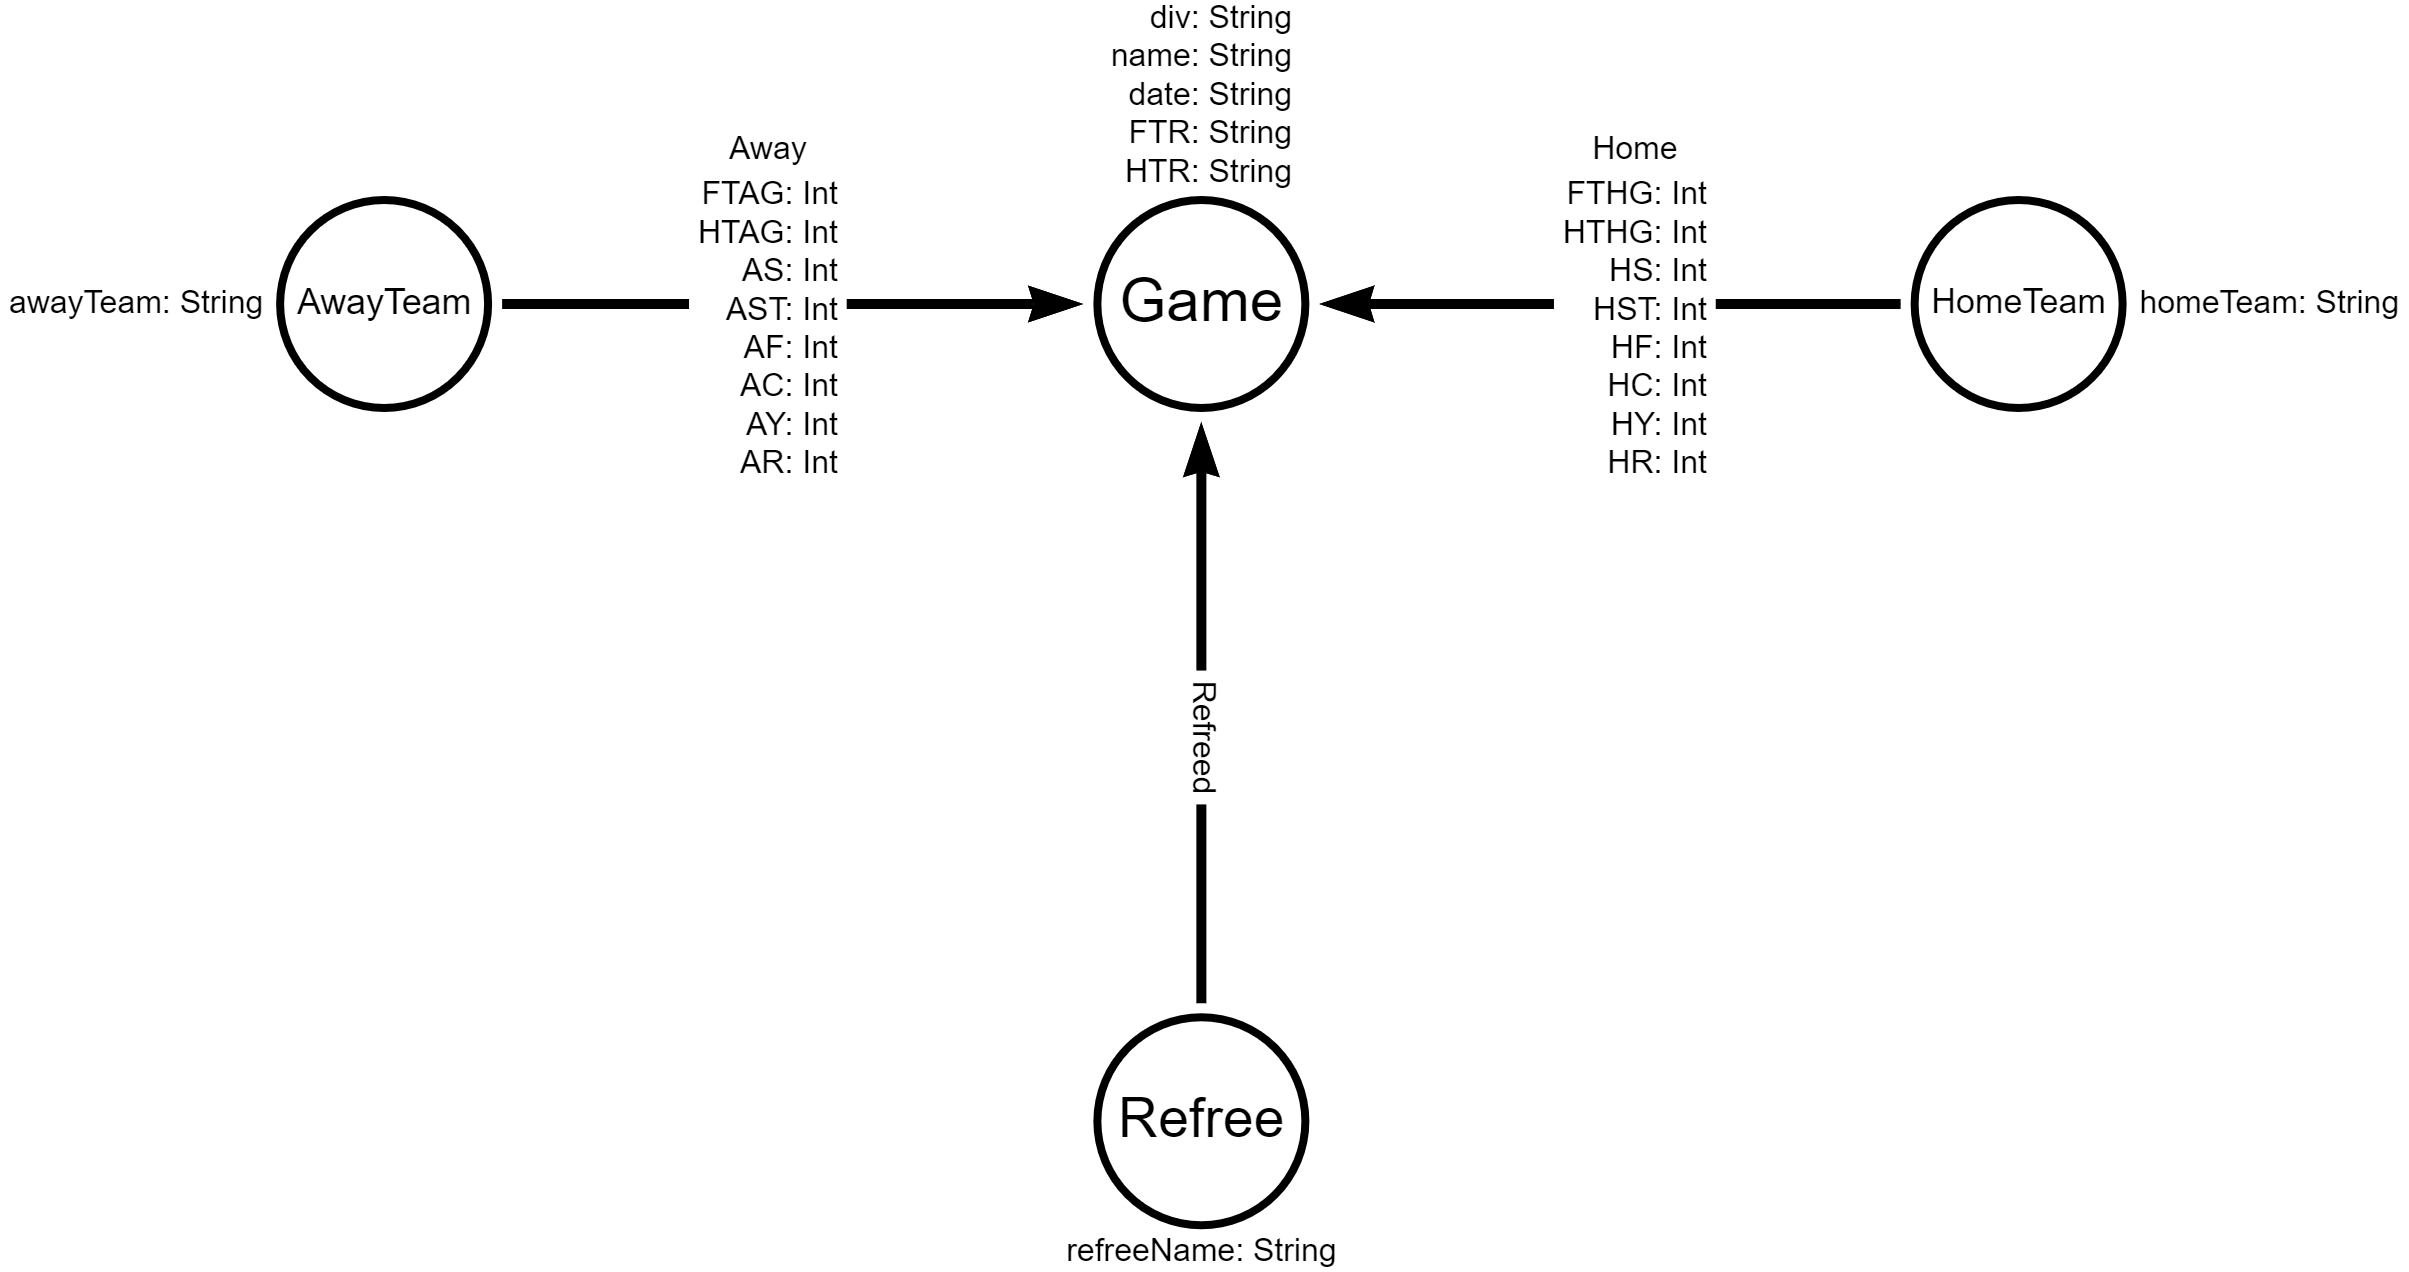 div: String
name: String
date: String
FTR: String
HTR: String
Away
FTAG: Int
HTAG: Int
AS: Int
AST: Int
AF: Int
AC: Int
AY: Int
AR: Int
Home
FTHG: Int
HTHG: Int
HS: Int
HST: Int
HF: Int
HC: Int
HY: Int
HR: Int
awayTeam: String
AwayTeam
Game
HomeTeam
homeTeam: String
Refreed
Refree
refreeName: String